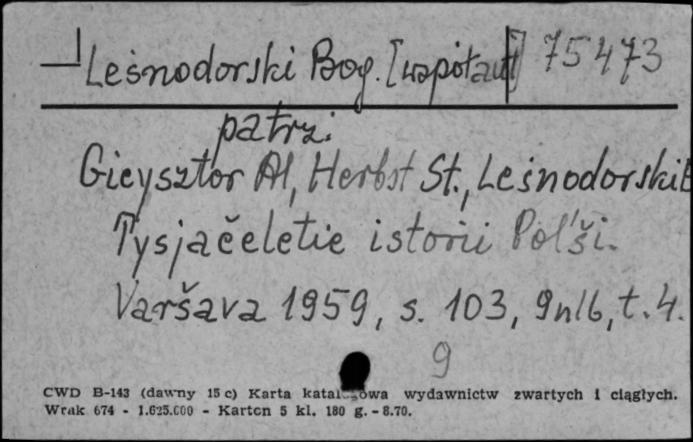 Leśnodorski Bog. [współaut] 75473
patrz:
Gieysztor Al, Herbst St., Leśnodorski B
Tysjačeletie istorii Pol'ši.
Varšava 1959, s. 103, 9nlb, t. 4.
9
CWD B-143 (dawny 15 c) Karta katalogowa wydawnictw zwartych i ciągłych.
Wrak 674 - 1.625.000 - Karton 5 kl. 180 g. - 8.70.